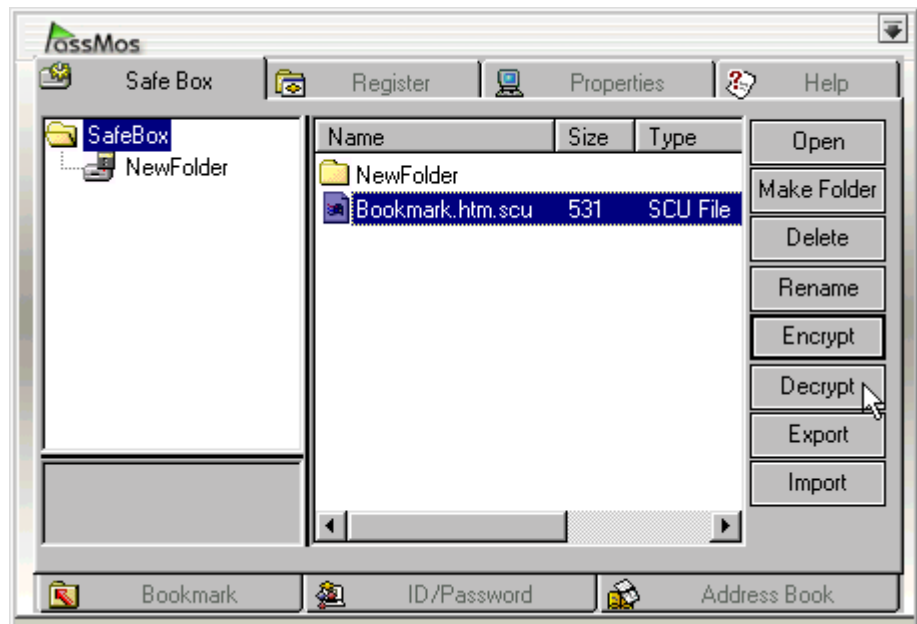 PassMos
Safe Box Register Properties Help
SafeBox
NewFolder
Name Size Type
NewFolder
Bookmark.htm.scu 531 SCU File
Open
Make Folder
Delete
Rename
Encrypt
Decrypt
Export
Import
Bookmark ID/Password Address Book